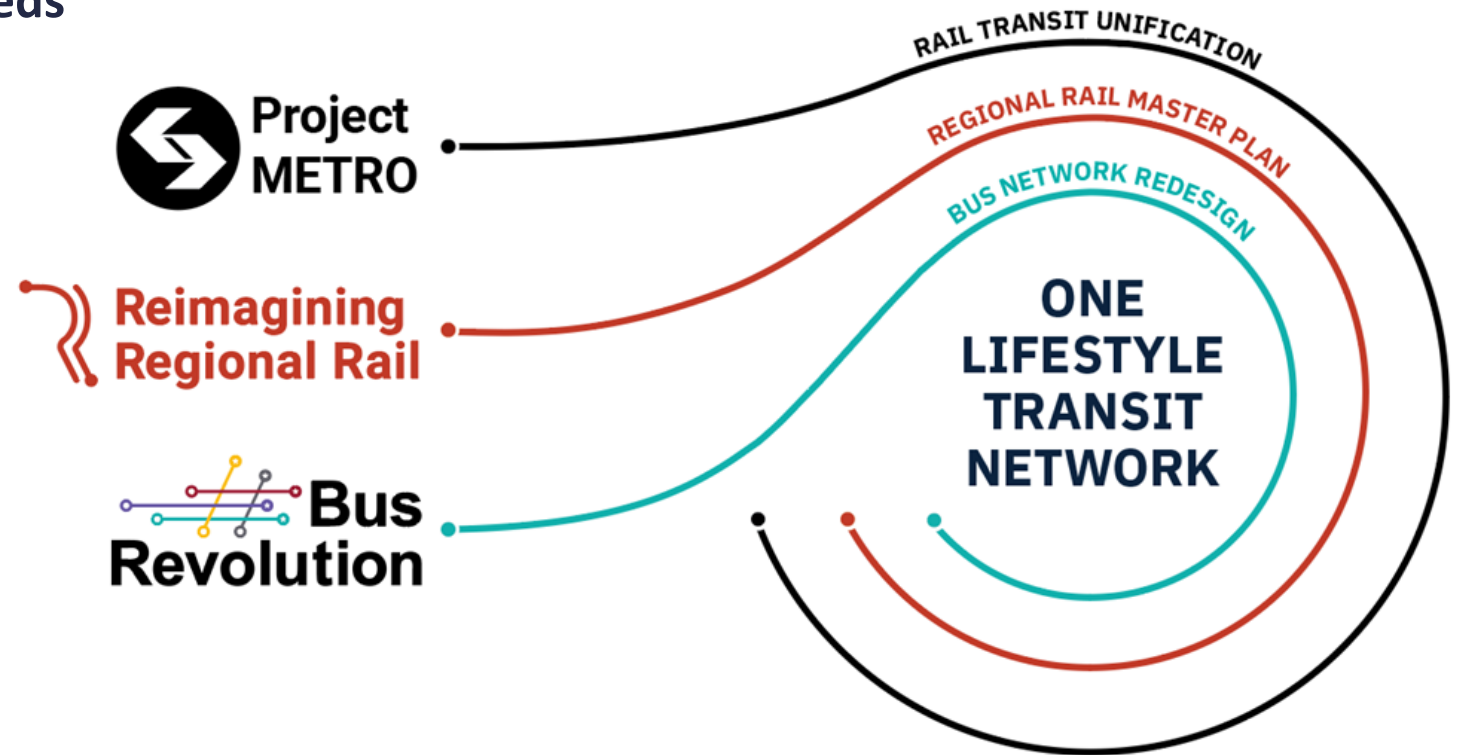 Project
METRO
Reimagining
Regional Rail
Bus
Revolution
RAIL TRANSIT UNIFICATION
REGIONAL RAIL MASTER PLAN
BUS NETWORK REDESIGN
ONE
LIFESTYLE
TRANSIT
NETWORK